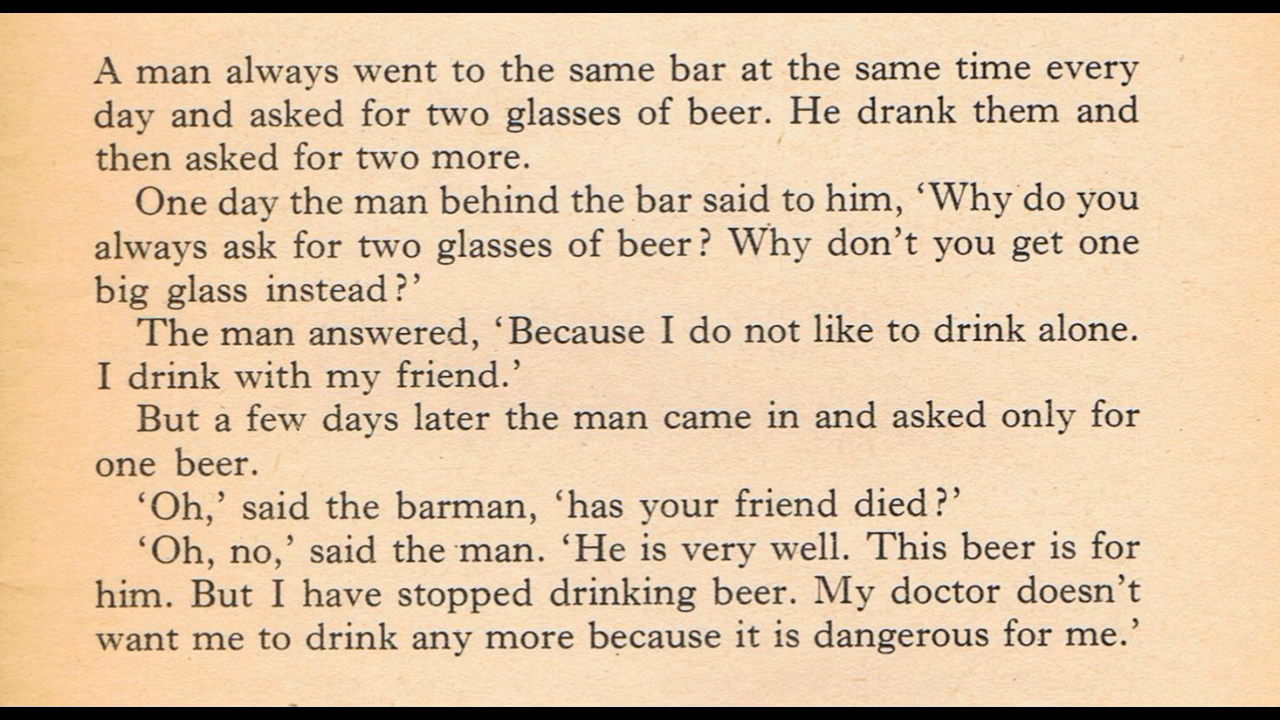 A man always went to the same bar at the same time every
day and asked for two glasses of beer. He drank them and
then asked for two more.
One day the man behind the bar said to him, ‘Why do you
always ask for two glasses of beer? Why don’t you get one
big glass instead?’
The man answered, ‘Because I do not like to drink alone.
I drink with my friend.’
But a few days later the man came in and asked only for
one beer.
‘Oh,’ said the barman, ‘has your friend died?’
‘Oh, no,’ said the man. ‘He is very well. This beer is for
him. But I have stopped drinking beer. My doctor doesn’t
want me to drink any more because it is dangerous for me.’